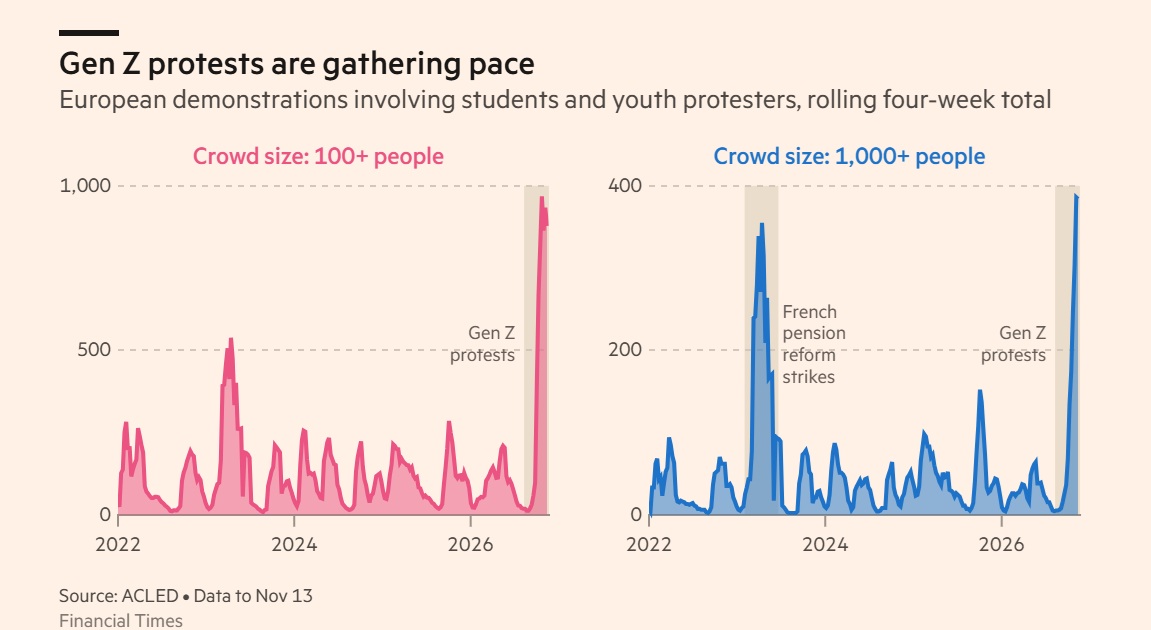 Gen Z protests are gathering pace
European demonstrations involving students and youth protesters, rolling four-week total
Crowd size: 100+ people
1,000
500
0
Gen Z
protests
2022
2024
2026
Crowd size: 1,000+ people
400
200
0
French
pension
reform
strikes
Gen Z
protests
2022
2024
2026
Source: ACLED • Data to Nov 13
Financial Times